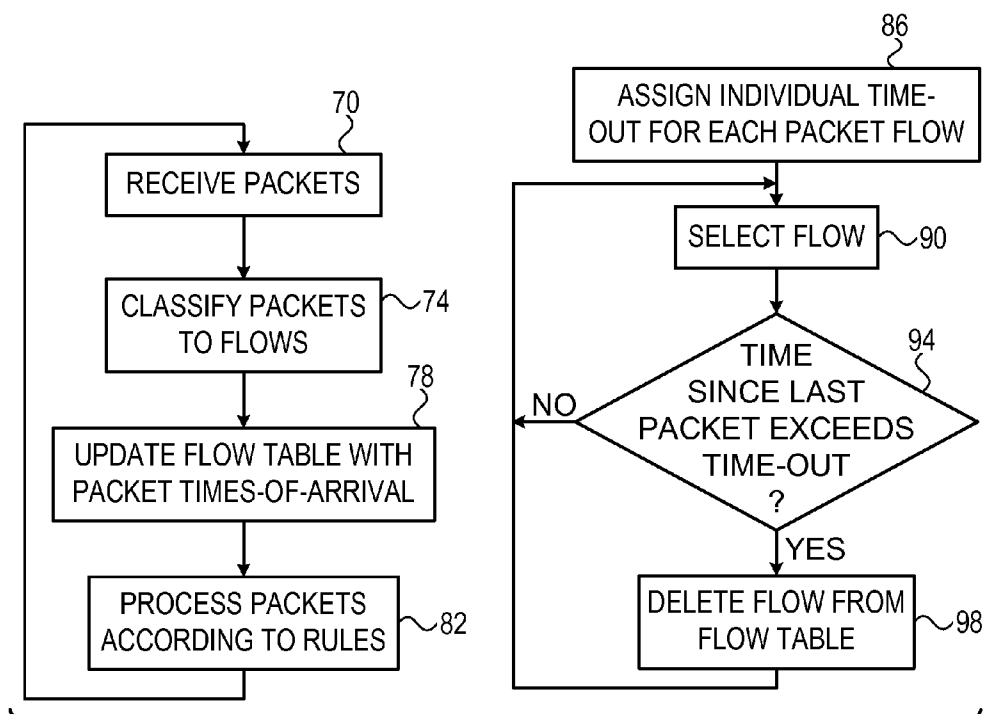 70
RECEIVE PACKETS
CLASSIFY PACKETS
TO FLOWS
74
78
UPDATE FLOW TABLE WITH
PACKET TIMES-OF-ARRIVAL
PROCESS PACKETS
ACCORDING TO RULES
82
86
ASSIGN INDIVIDUAL TIME-
OUT FOR EACH PACKET FLOW
SELECT FLOW
90
94
TIME
SINCE LAST
PACKET EXCEEDS
TIME-OUT
?
NO
YES
DELETE FLOW FROM
FLOW TABLE
98